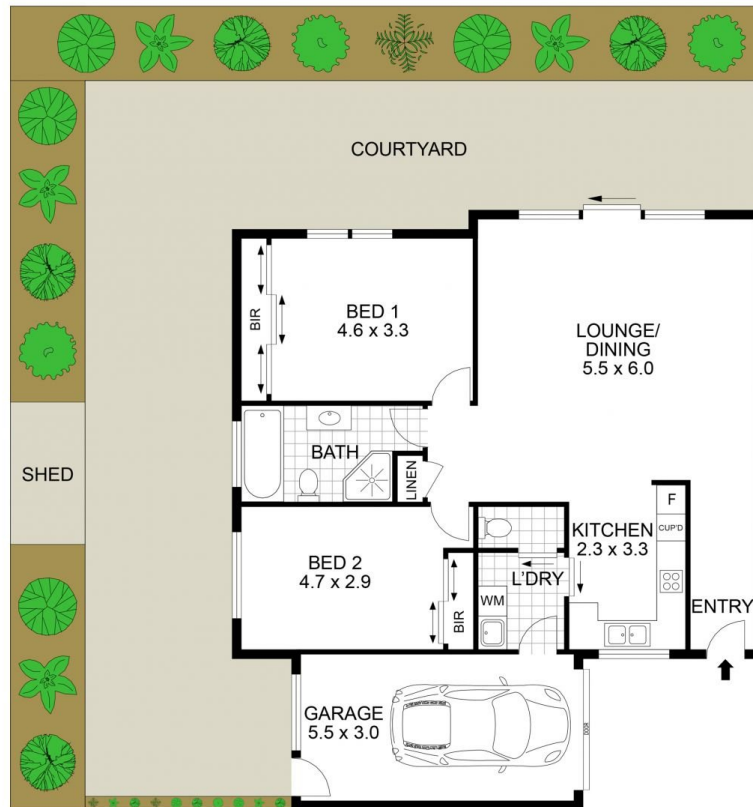 COURTYARD
BED 1
4.6 x 3.3
BIR
LOUNGE/
DINING
5.5 x 6.0
BATH
LINEN
SHED
F
CUP'D
KITCHEN
2.3 x 3.3
BED 2
4.7 x 2.9
BIR
L'DRY
WM
ENTRY
GARAGE
5.5 x 3.0
DOOR